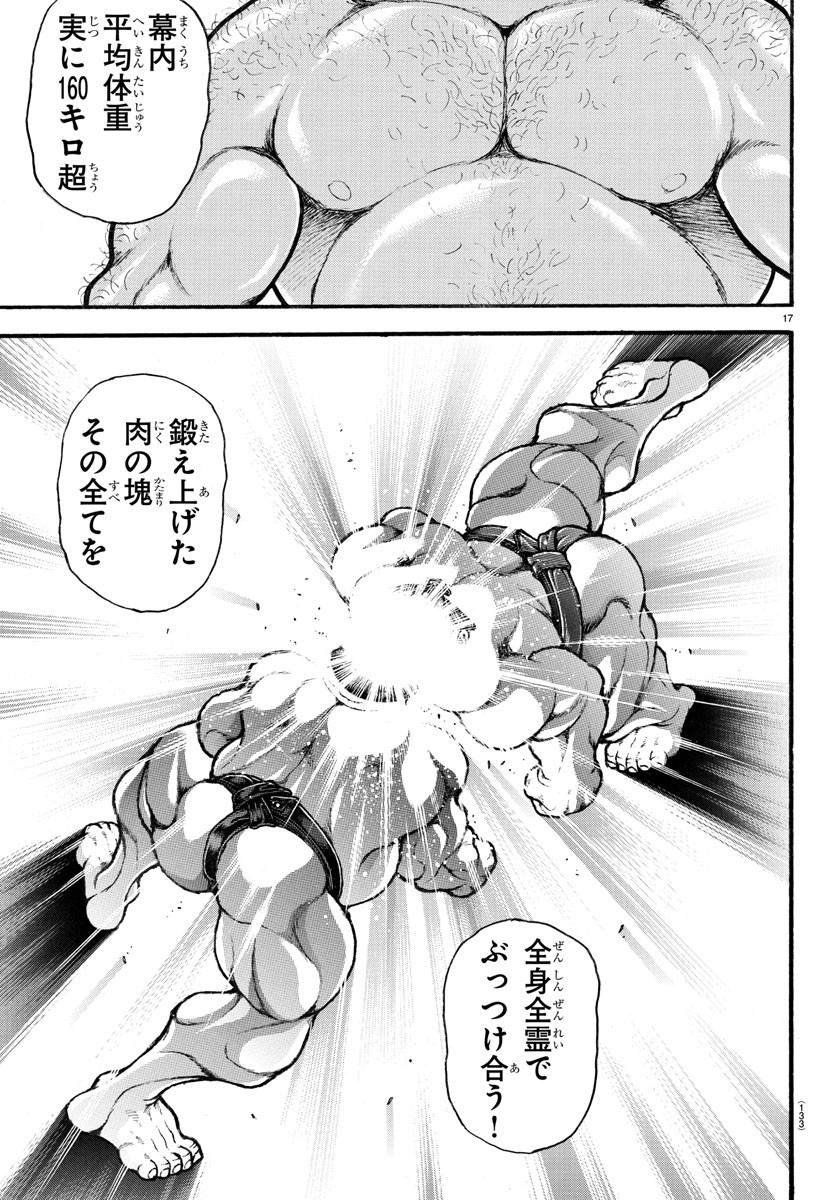 幕内
平均体重
実に160キロ超
17
鍛え上げた
肉の塊
その全てを
全身全霊で
ぶっつけ合う！
(133)